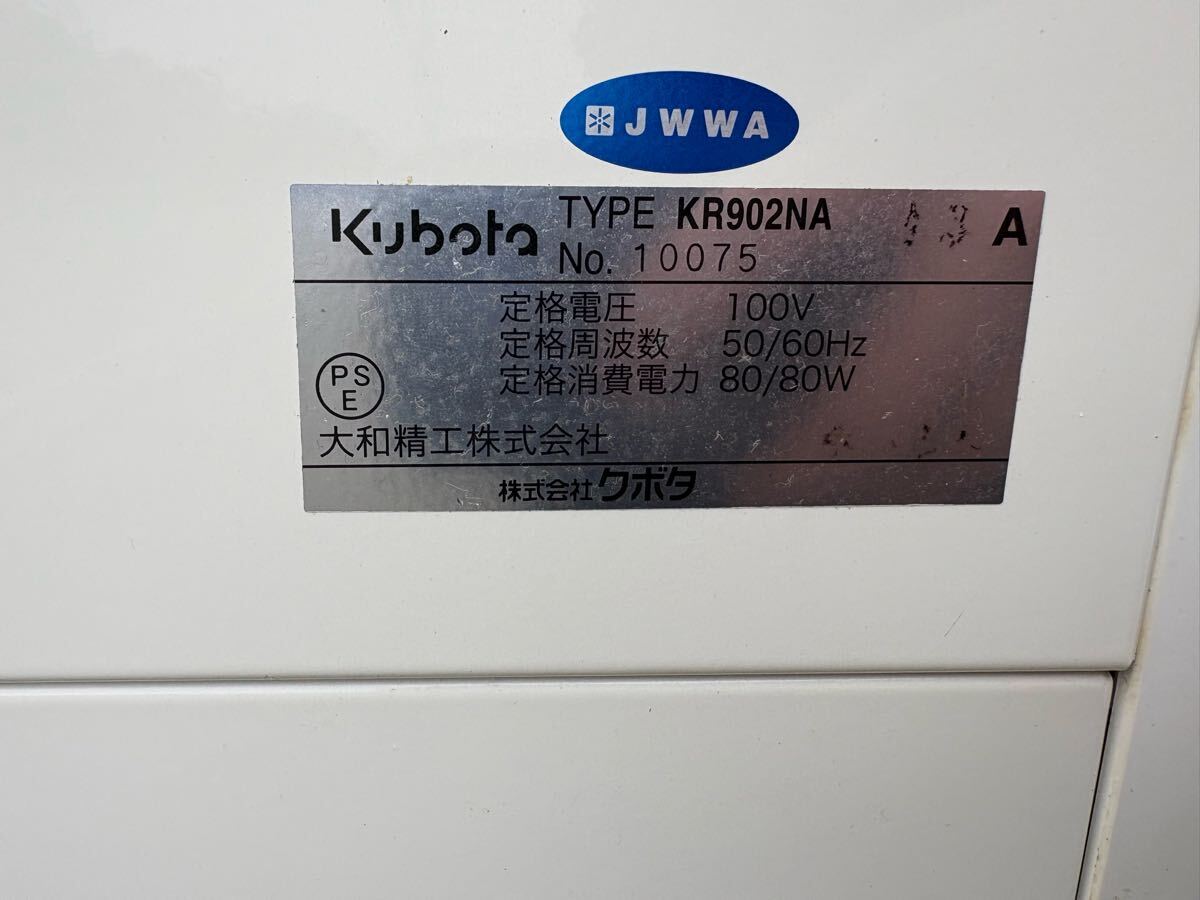 JWWA
Kubota TYPE KR902NA A
No. 10075
定格電圧 100V
定格周波数 50/60Hz
定格消費電力 80/80W
PS
E
大和精工株式会社
株式会社クボタ